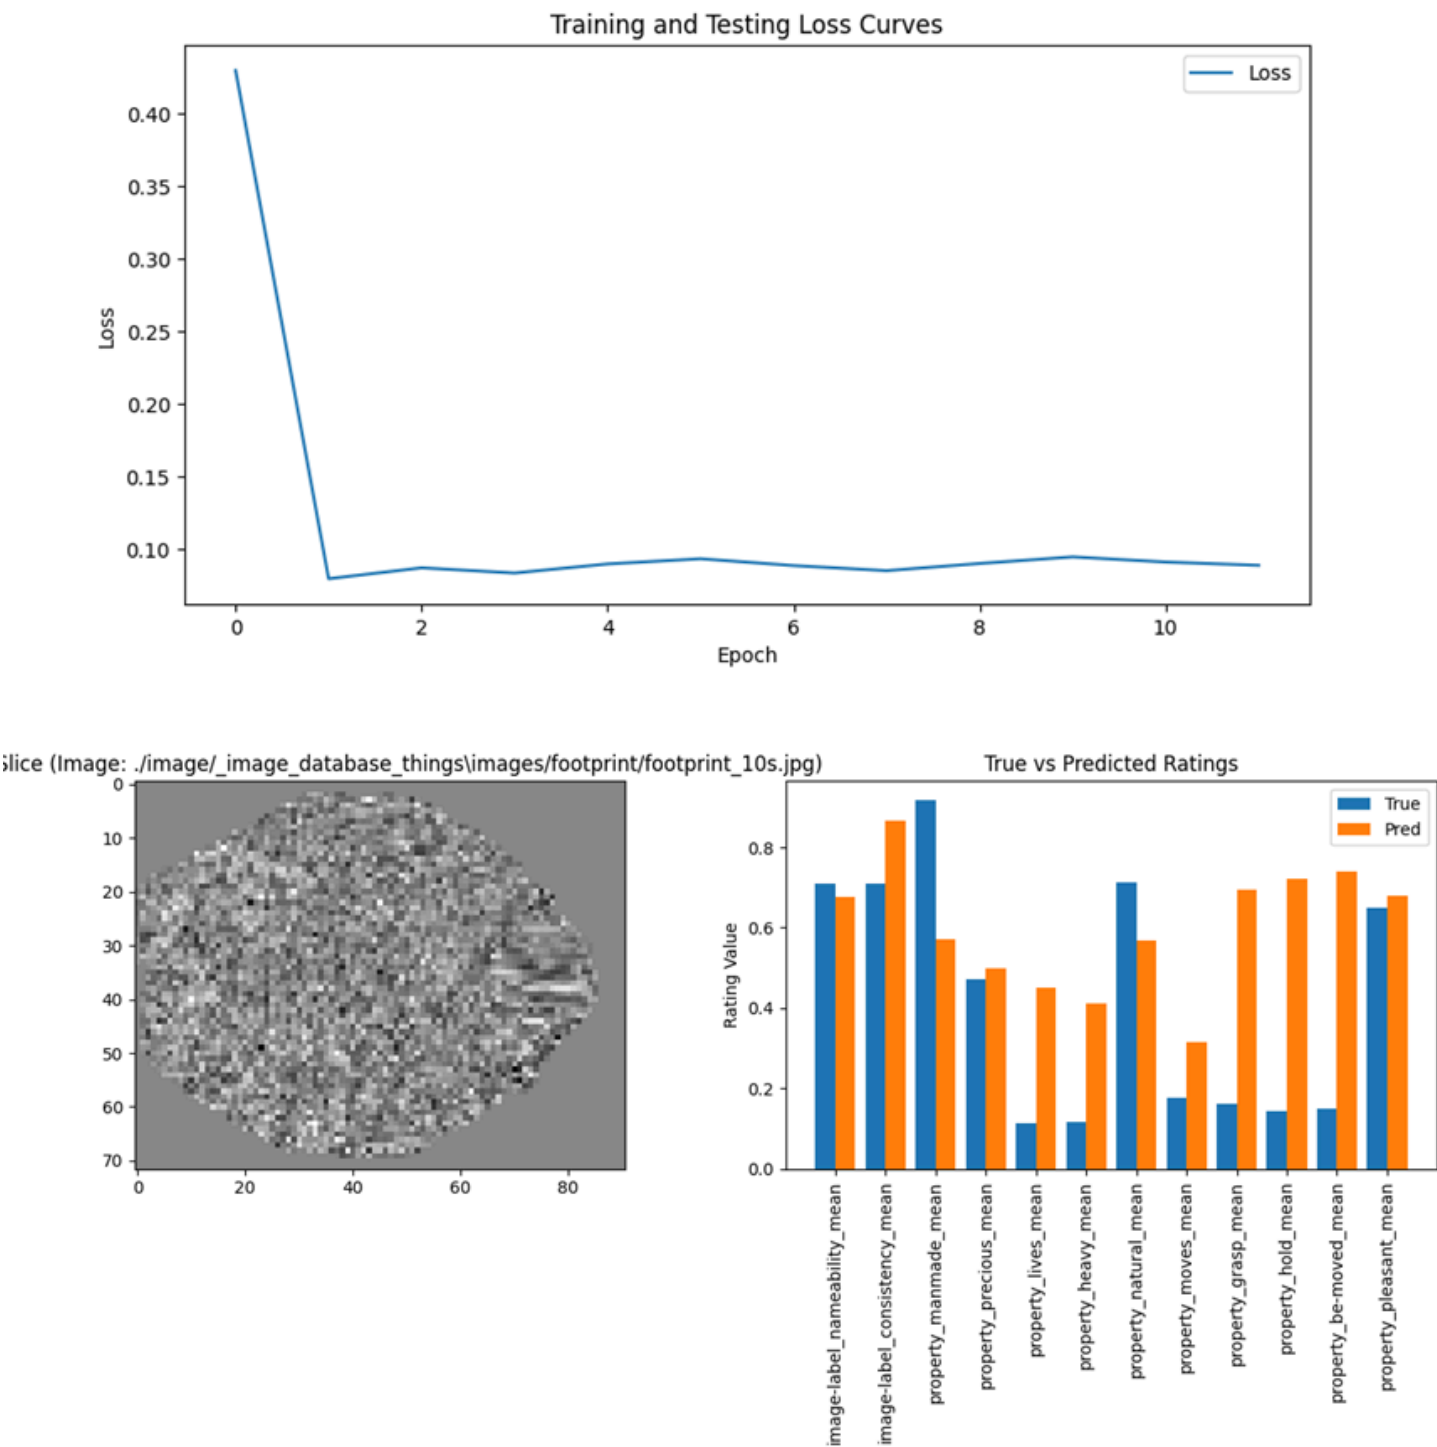 Training and Testing Loss Curves
Loss
0.40
0.35
0.30
0.25
0.20
0.15
0.10
Loss
0 2 4 6 8 10
Epoch
Slice (Image: ./image/_image_database_things\images/footprint/footprint_10s.jpg)
0
10
20
30
40
50
60
70
0 20 40 60 80
True vs Predicted Ratings
True
Pred
0.8
0.6
0.4
0.2
0.0
Rating Value
image-label_nameability_mean
image-label_consistency_mean
property_manmade_mean
property_precious_mean
property_lives_mean
property_heavy_mean
property_natural_mean
property_moves_mean
property_grasp_mean
property_hold_mean
property_be-moved_mean
property_pleasant_mean